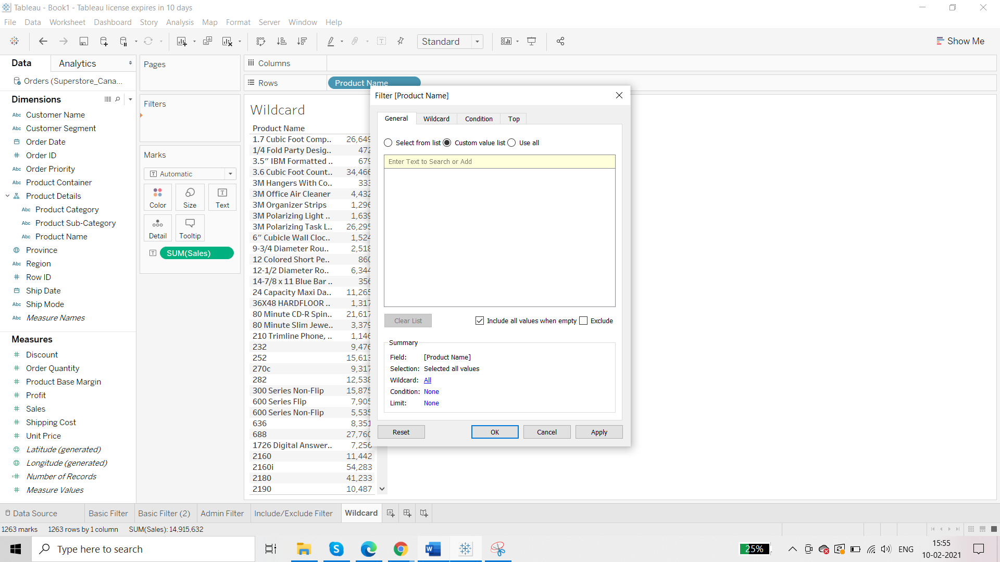 Tableau - Book1 - Tableau license expires in 10 days
File Data Worksheet Dashboard Story Analysis Map Format Server Window Help
Standard
Show Me
Data Analytics
Orders (Superstore_Cana...
Dimensions
Abc Customer Name
Abc Customer Segment
Order Date
# Order ID
Abc Order Priority
Abc Product Container
Product Details
Abc Product Category
Abc Product Sub-Category
Abc Product Name
Province
Abc Region
# Row ID
Ship Date
Abc Ship Mode
Abc Measure Names
Measures
# Discount
# Order Quantity
# Product Base Margin
# Profit
# Sales
# Shipping Cost
# Unit Price
Latitude (generated)
Longitude (generated)
=# Number of Records
# Measure Values
Pages
Filters
Marks
Automatic
Color Size Text
Detail Tooltip
SUM(Sales)
Columns
Rows
Product Name
Wildcard
Product Name
1.7 Cubic Foot Comp.. 26,649
1/4 Fold Party Desig.. 472
3.5” IBM Formatted .. 679
3.6 Cubic Foot Count.. 34,466
3M Hangers With Co.. 333
3M Office Air Cleaner 4,432
3M Organizer Strips 1,296
3M Polarizing Light .. 1,639
3M Polarizing Task L.. 26,295
6” Cubicle Wall Cloc.. 1,524
9-3/4 Diameter Rou.. 2,518
12 Colored Short Pe.. 860
12-1/2 Diameter Ro.. 6,344
14-7/8 x 11 Blue Bar .. 356
24 Capacity Maxi Da.. 11,265
36X48 HARDFLOOR .. 1,317
80 Minute CD-R Spin.. 21,617
80 Minute Slim Jewe.. 3,379
210 Trimline Phone, .. 1,146
232 9,476
252 15,613
270c 9,317
282 12,538
300 Series Non-Flip 15,875
600 Series Flip 7,905
600 Series Non-Flip 5,535
636 8,351
688 27,760
1726 Digital Answer.. 7,256
2160 11,442
2160i 54,283
2180 41,233
2190 10,487
Filter [Product Name]
General Wildcard Condition Top
Select from list Custom value list Use all
Enter Text to Search or Add
Clear List
Include all values when empty Exclude
Summary
Field: [Product Name]
Selection: Selected all values
Wildcard: All
Condition: None
Limit: None
Reset OK Cancel Apply
Data Source Basic Filter Basic Filter (2) Admin Filter Include/Exclude Filter Wildcard
1263 marks 1263 rows by 1 column SUM(Sales): 14,915,632
Type here to search
25%
ENG
15:55
10-02-2021